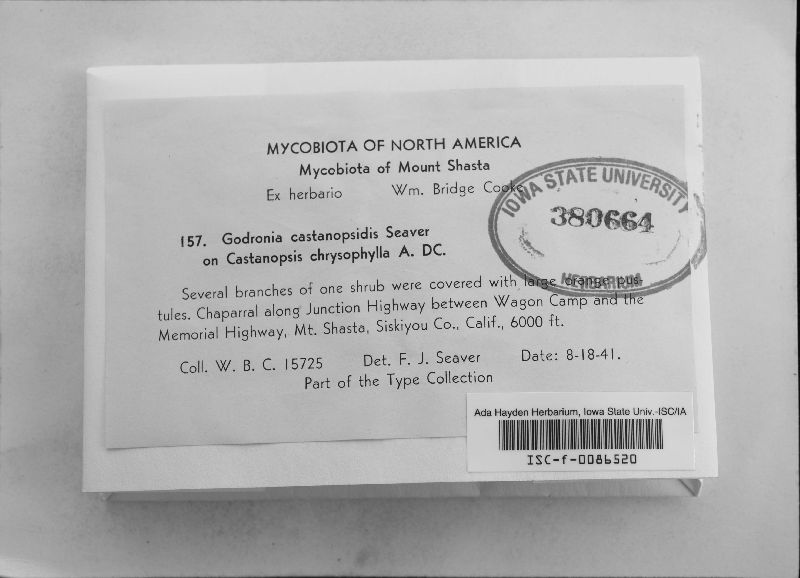 MYCOBIOTA OF NORTH AMERICA
Mycobiota of Mount Shasta
Ex herbario Wm. Bridge Cooke
IOWA STATE UNIVERSITY
380664
HERBARIUM
157. Godronia castanopsidis Seaver
on Castanopsis chrysophylla A. DC.
Several branches of one shrub were covered with large orange pus-
tules. Chaparral along Junction Highway between Wagon Camp and the
Memorial Highway, Mt. Shasta, Siskiyou Co., Calif., 6000 ft.
Coll. W. B. C. 15725 Det. F. J. Seaver Date: 8-18-41.
Part of the Type Collection
Ada Hayden Herbarium, Iowa State Univ.-ISC/IA
ISC-f-0086520